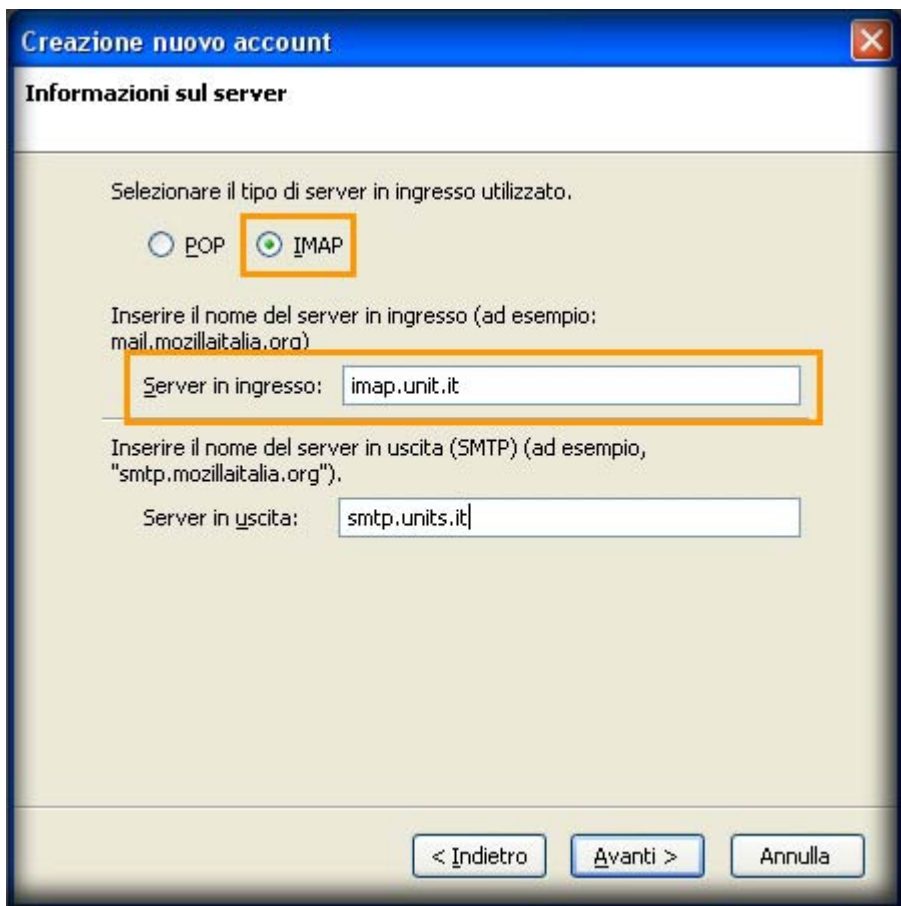 Creazione nuovo account
Informazioni sul server
Selezionare il tipo di server in ingresso utilizzato.
POP IMAP
Inserire il nome del server in ingresso (ad esempio:
mail.mozillaitalia.org)
Server in ingresso: imap.unit.it
Inserire il nome del server in uscita (SMTP) (ad esempio,
"smtp.mozillaitalia.org").
Server in uscita: smtp.units.it
< Indietro Avanti > Annulla